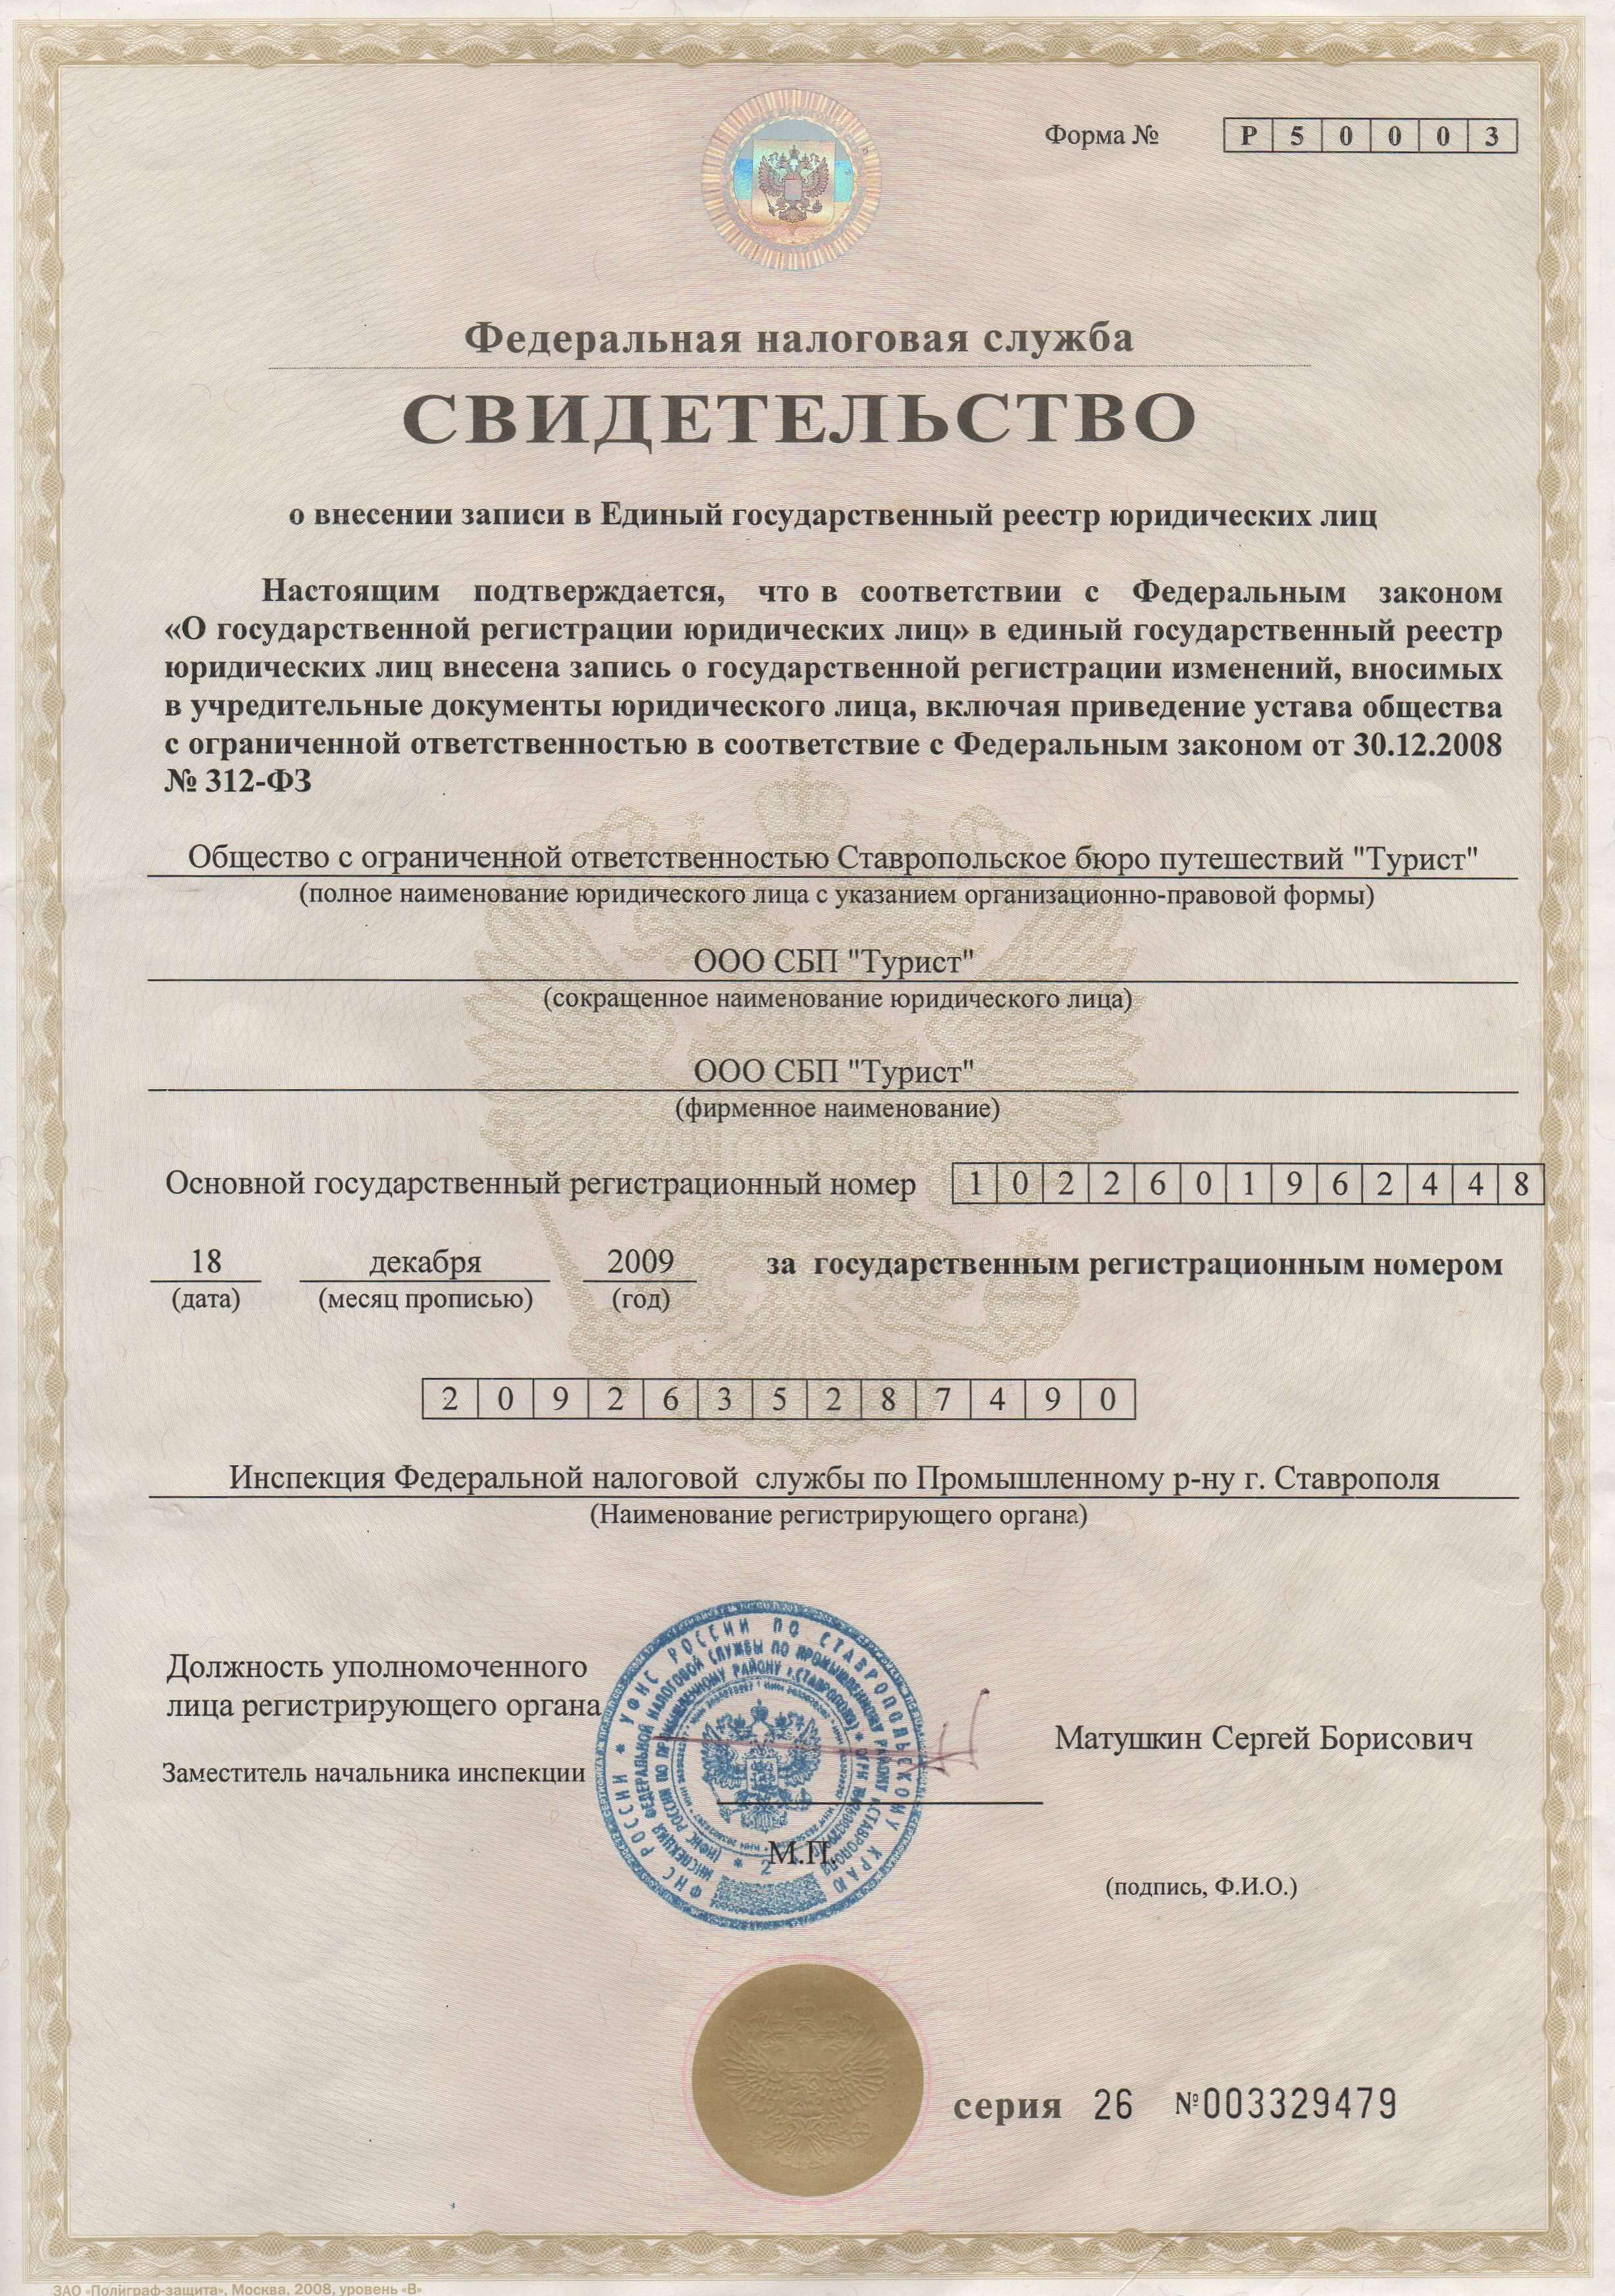 Форма № Р 5 0 0 0 3
Федеральная налоговая служба
СВИДЕТЕЛЬСТВО
о внесении записи в Единый государственный реестр юридических лиц
Настоящим подтверждается, что в соответствии с Федеральным законом
«О государственной регистрации юридических лиц» в единый государственный реестр
юридических лиц внесена запись о государственной регистрации изменений, вносимых
в учредительные документы юридического лица, включая приведение устава общества
с ограниченной ответственностью в соответствие с Федеральным законом от 30.12.2008
№ 312-ФЗ
Общество с ограниченной ответственностью Ставропольское бюро путешествий "Турист"
(полное наименование юридического лица с указанием организационно-правовой формы)
ООО СБП "Турист"
(сокращенное наименование юридического лица)
ООО СБП "Турист"
(фирменное наименование)
Основной государственный регистрационный номер 1 0 2 2 6 0 1 9 6 2 4 4 8
18 декабря 2009 за государственным регистрационным номером
(дата) (месяц прописью) (год)
2 0 9 2 6 3 5 2 8 7 4 9 0
Инспекция Федеральной налоговой службы по Промышленному р-ну г. Ставрополя
(Наименование регистрирующего органа)
Должность уполномоченного
лица регистрирующего органа
Заместитель начальника инспекции
Матушкин Сергей Борисович
М.П.
(подпись, Ф.И.О.)
ФНС РОССИИ * УФНС РОССИИ ПО СТАВРОПОЛЬСКОМУ КРАЮ
ИНСПЕКЦИЯ ФЕДЕРАЛЬНОЙ НАЛОГОВОЙ СЛУЖБЫ ПО ПРОМЫШЛЕННОМУ РАЙОНУ г.СТАВРОПОЛЯ
(ИФНС РОССИИ ПО ПРОМЫШЛЕННОМУ РАЙОНУ г.СТАВРОПОЛЯ) * ОГРН
* 2 *
серия 26 №003329479
ЗАО «Полиграф-защита», Москва, 2008, уровень «В»